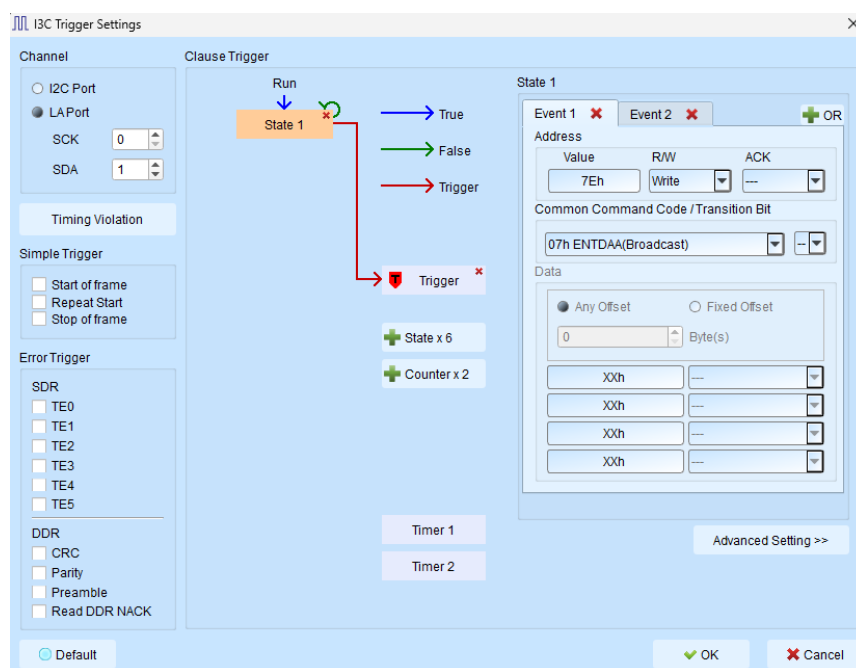 I3C Trigger Settings
Channel
I2C Port
LA Port
SCK 0
SDA 1
Timing Violation
Simple Trigger
Start of frame
Repeat Start
Stop of frame
Error Trigger
SDR
TE0
TE1
TE2
TE3
TE4
TE5
DDR
CRC
Parity
Preamble
Read DDR NACK
Default
Clause Trigger
Run
State 1
True
False
Trigger
T Trigger
State x 6
Counter x 2
Timer 1
Timer 2
State 1
Event 1 Event 2 OR
Address
Value R/W ACK
7Eh Write ---
Common Command Code / Transition Bit
07h ENTDAA(Broadcast) --
Data
Any Offset Fixed Offset
0 Byte(s)
XXh ---
XXh ---
XXh ---
XXh ---
Advanced Setting >>
OK Cancel